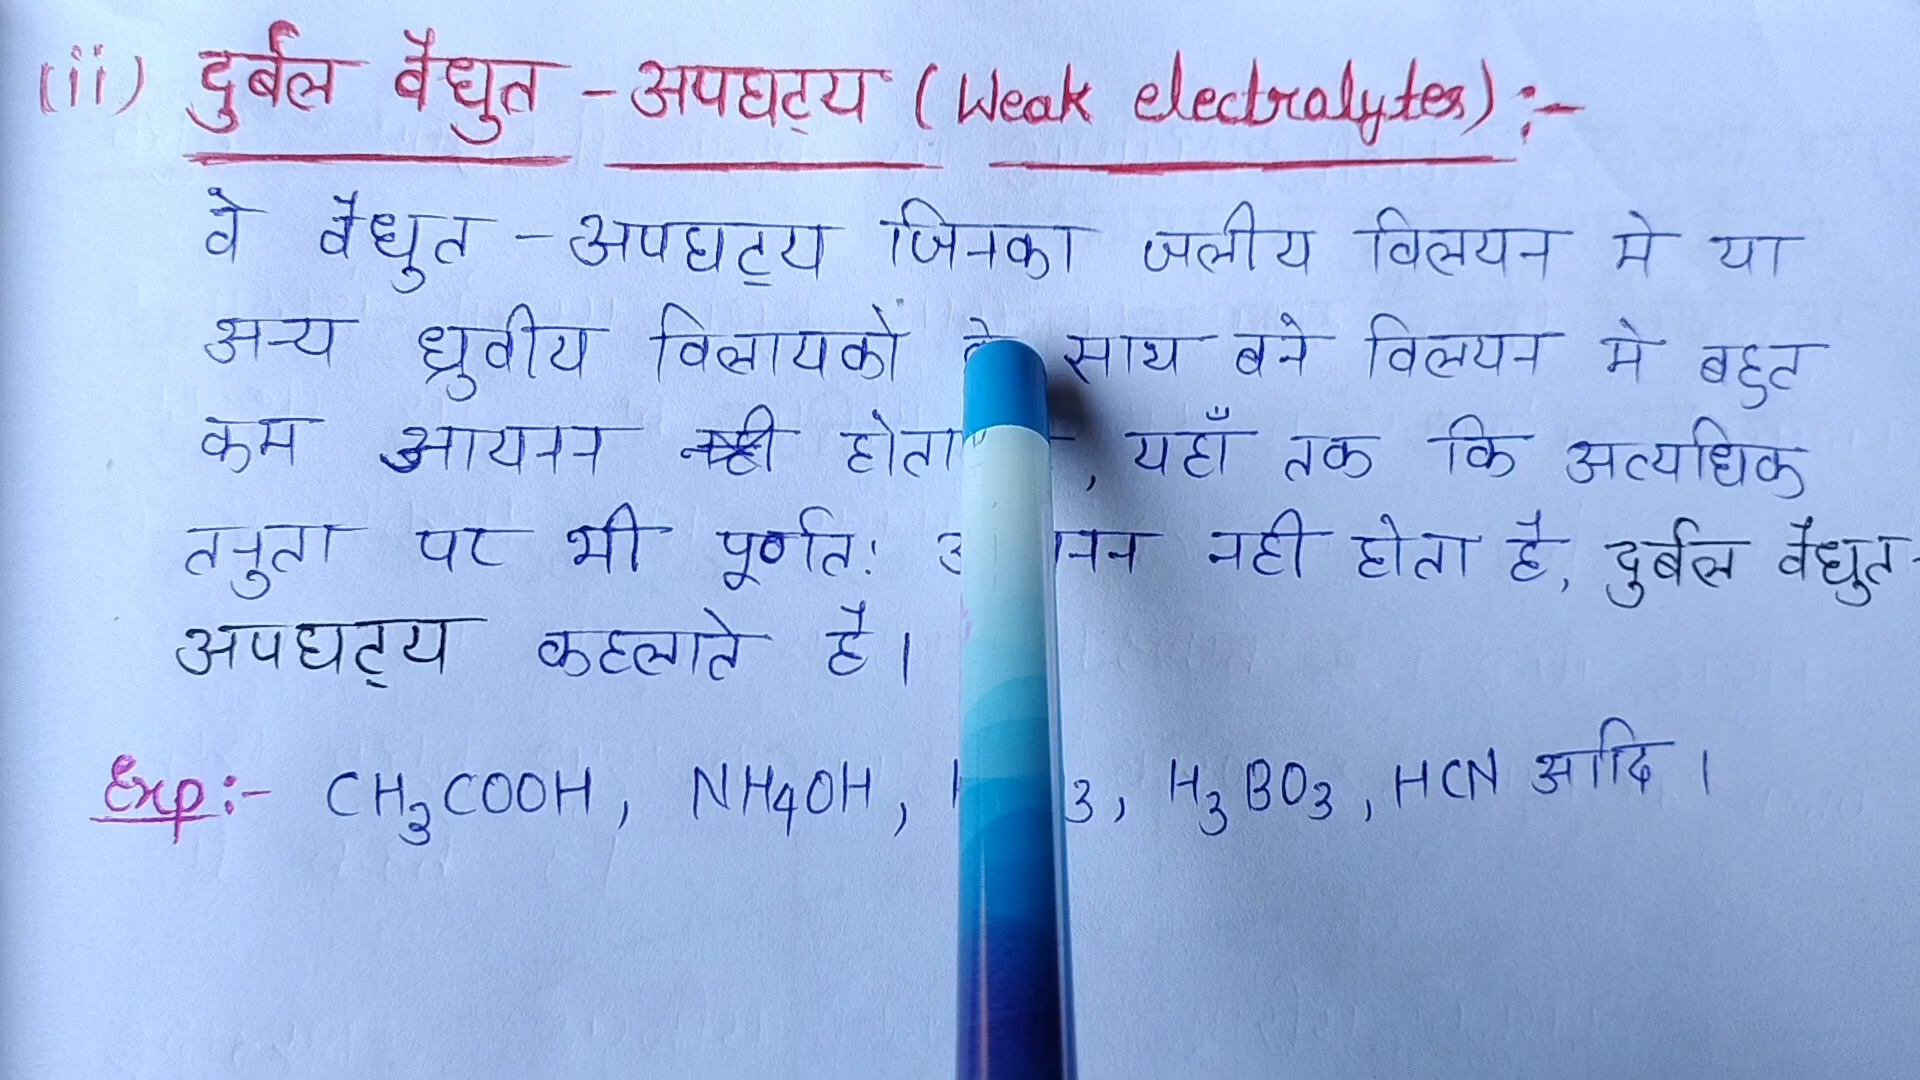 (ii) दुर्बल वैधुत - अपघट्य (Weak electrolytes) :-
वे वैधुत - अपघट्य जिनका जलीय विलयन मे या
अन्य ध्रुवीय विलायकों के साथ बने विलयन मे बहुत
कम आयनन होता , यहाँ तक कि अत्यधिक
तनुता पर भी पूर्णत: नही होता है, दुर्बल वैधुत-
अपघट्य कहलाते है।
Exp:- CH3COOH, NH4OH, 3, H3BO3, HCN आदि।